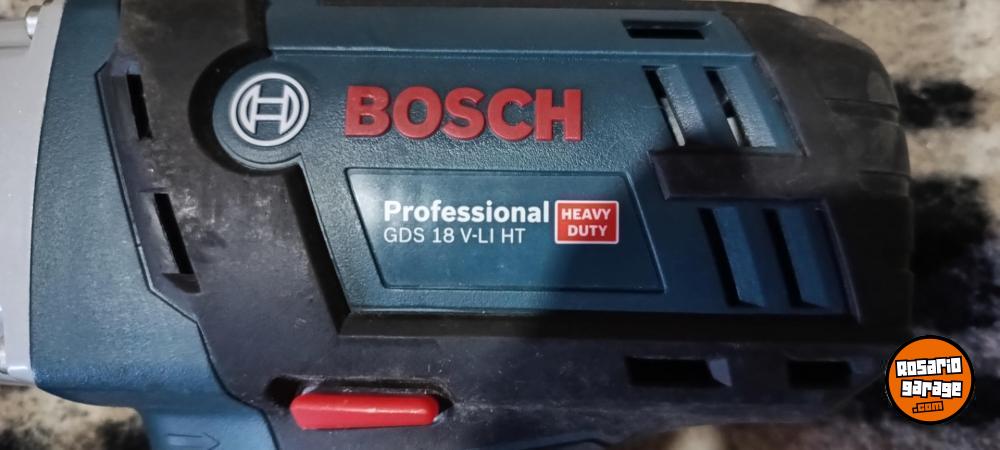 BOSCH
Professional
GDS 18 V-LI HT
HEAVY
DUTY
Rosario
garage
.com